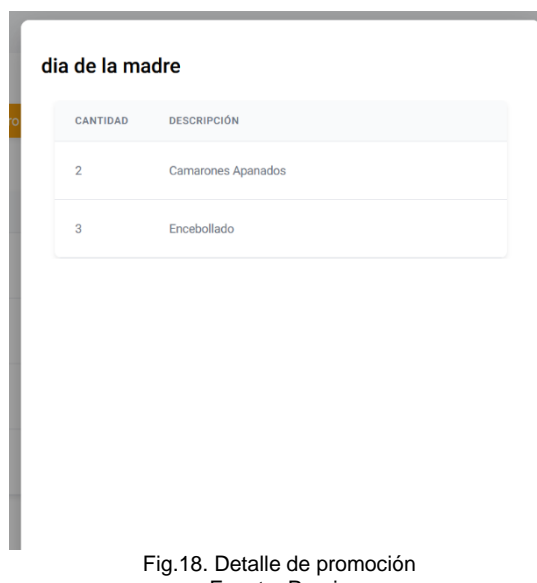 dia de la madre
CANTIDAD DESCRIPCIÓN
2 Camarones Apanados
3 Encebollado
Fig.18. Detalle de promoción